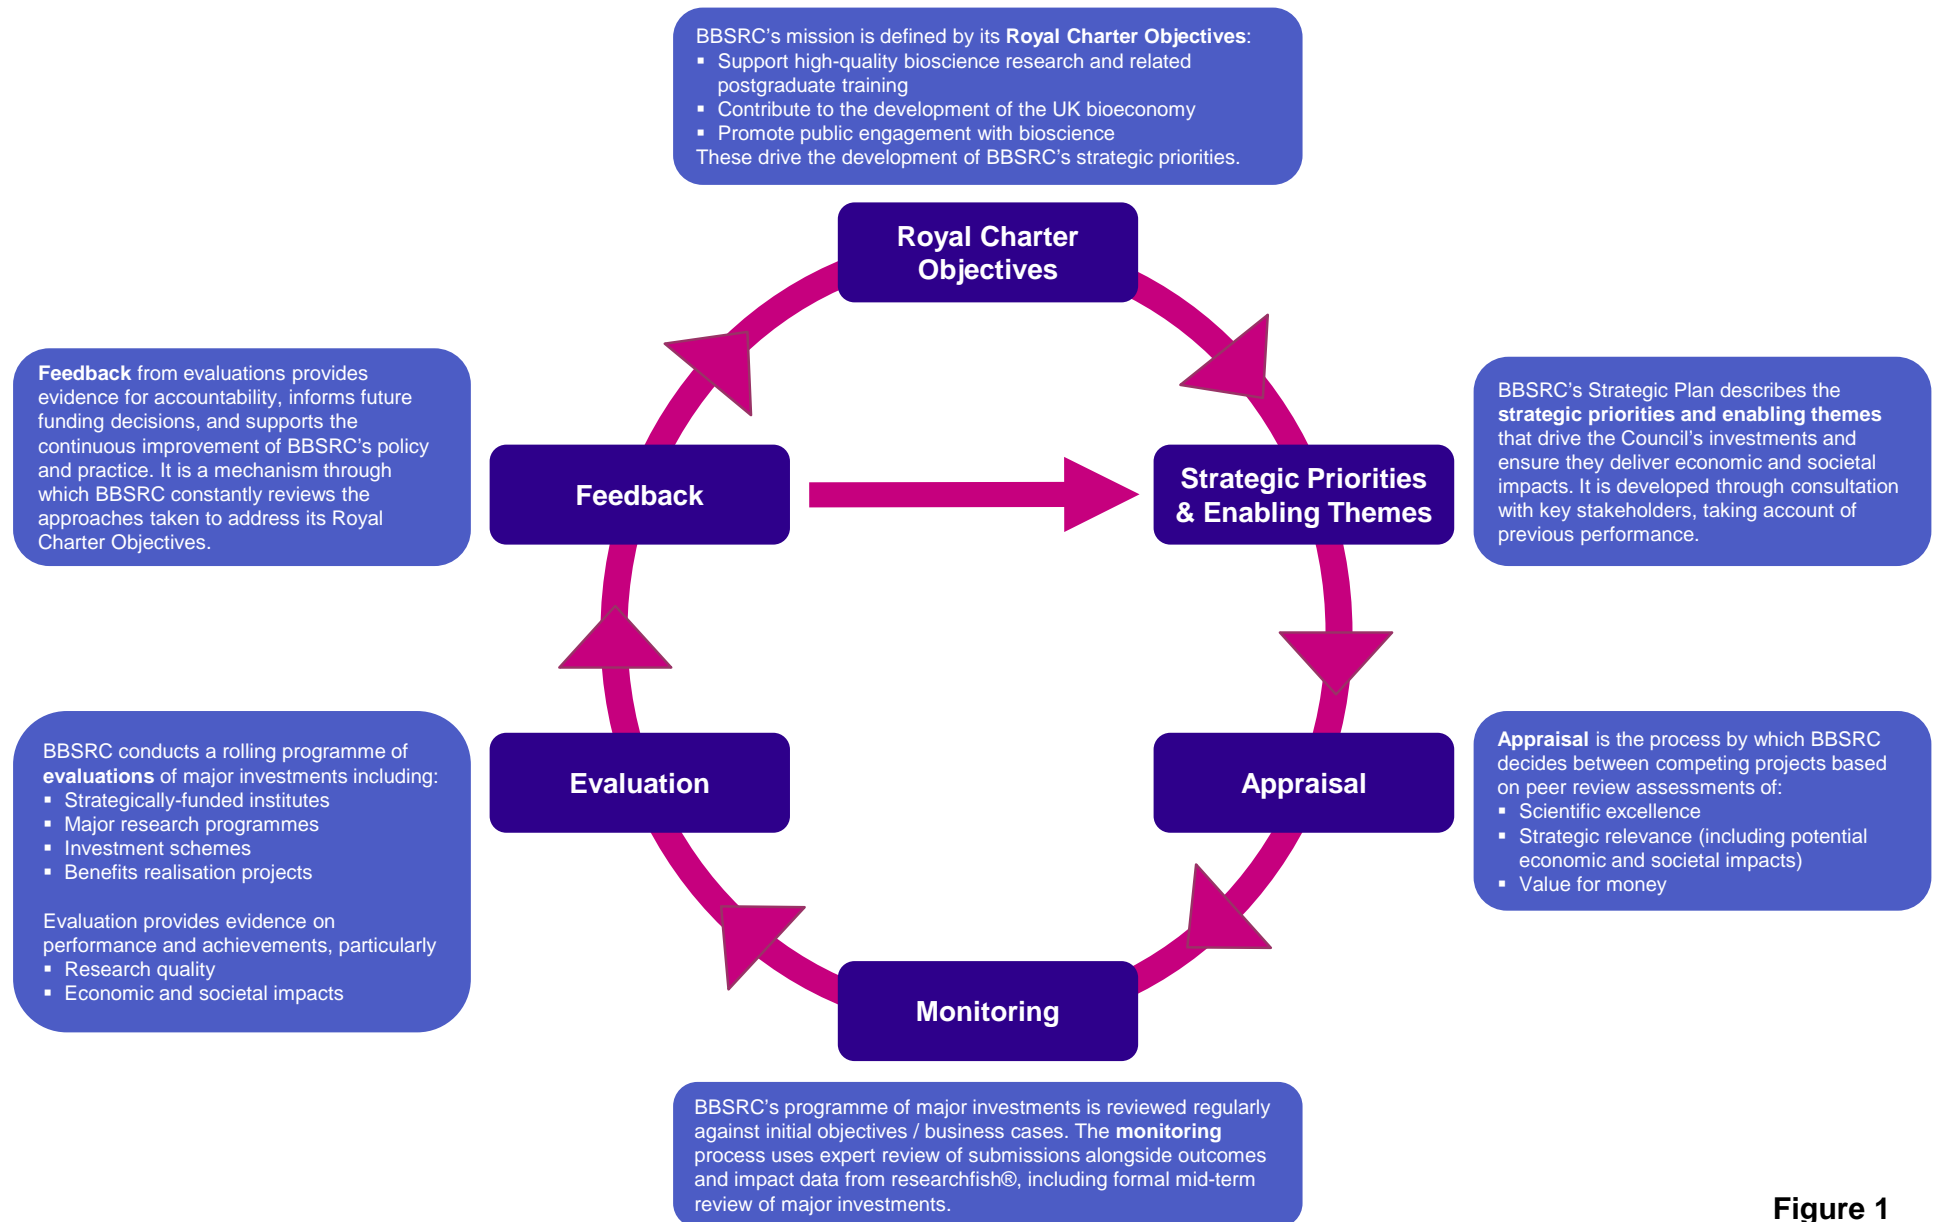 BBSRC's mission is defined by its Royal Charter Objectives:
▪ Support high-quality bioscience research and related
postgraduate training
▪ Contribute to the development of the UK bioeconomy
▪ Promote public engagement with bioscience
These drive the development of BBSRC's strategic priorities.
Royal Charter
Objectives
Feedback from evaluations provides
evidence for accountability, informs future
funding decisions, and supports the
continuous improvement of BBSRC's policy
and practice. It is a mechanism through
which BBSRC constantly reviews the
approaches taken to address its Royal
Charter Objectives.
Feedback
Strategic Priorities
& Enabling Themes
BBSRC's Strategic Plan describes the
strategic priorities and enabling themes
that drive the Council's investments and
ensure they deliver economic and societal
impacts. It is developed through consultation
with key stakeholders, taking account of
previous performance.
BBSRC conducts a rolling programme of
evaluations of major investments including:
▪ Strategically-funded institutes
▪ Major research programmes
▪ Investment schemes
▪ Benefits realisation projects
Evaluation provides evidence on
performance and achievements, particularly
▪ Research quality
▪ Economic and societal impacts
Evaluation
Appraisal
Appraisal is the process by which BBSRC
decides between competing projects based
on peer review assessments of:
▪ Scientific excellence
▪ Strategic relevance (including potential
economic and societal impacts)
▪ Value for money
Monitoring
BBSRC's programme of major investments is reviewed regularly
against initial objectives / business cases. The monitoring
process uses expert review of submissions alongside outcomes
and impact data from researchfish®, including formal mid-term
review of major investments.
Figure 1